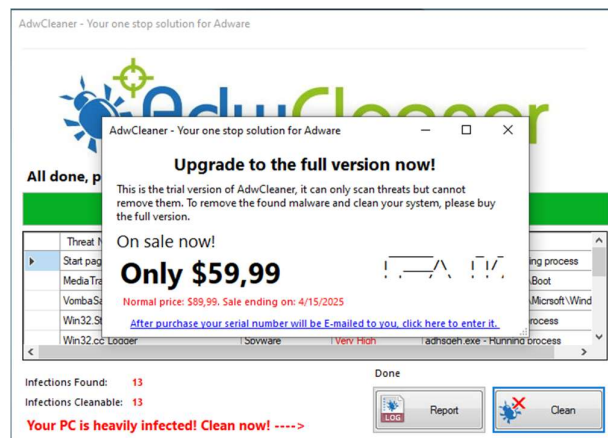 AdwCleaner - Your one stop solution for Adware
AdwCleaner
AdwCleaner - Your one stop solution for Adware
Upgrade to the full version now!
All done, p
This is the trial version of AdwCleaner, it can only scan threats but cannot
remove them. To remove the found malware and clean your system, please buy
the full version.
On sale now!
Only $59,99
Normal price: $89,99. Sale ending on: 4/15/2025
After purchase your serial number will be E-mailed to you, click here to enter it.
Threat N
Start pag
ing process
MediaTra
\Boot
VombaSa
\Micrsoft\Wind
Win32.St
rocess
Win32.cc Logger Spyware Very High adhsgeh.exe - Running process
Done
Infections Found: 13
Infections Cleanable: 13
Your PC is heavily infected! Clean now! ---->
LOG
Report
Clean